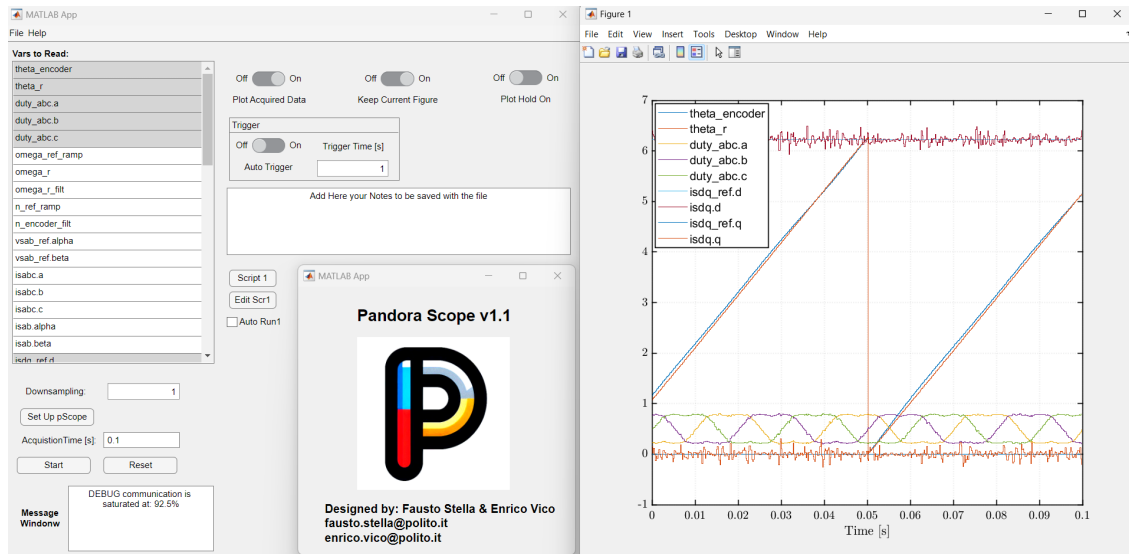 MATLAB App
File Help
Vars to Read:
theta_encoder
theta_r
duty_abc.a
duty_abc.b
duty_abc.c
omega_ref_ramp
omega_r
omega_r_filt
n_ref_ramp
n_encoder_filt
vsab_ref.alpha
vsab_ref.beta
isabc.a
isabc.b
isabc.c
isab.alpha
isab.beta
isdq_ref.d
Off On
Plot Acquired Data
Off On
Keep Current Figure
Off On
Plot Hold On
Trigger
Off On
Auto Trigger
Trigger Time [s]
1
Add Here your Notes to be saved with the file
Script 1
Edit Scr1
Auto Run1
Downsampling: 1
Set Up pScope
AcquistionTime [s]: 0.1
Start Reset
Message
Windonw
DEBUG communication is
saturated at: 92.5%
MATLAB App
Pandora Scope v1.1
P
Designed by: Fausto Stella & Enrico Vico
fausto.stella@polito.it
enrico.vico@polito.it
Figure 1
File Edit View Insert Tools Desktop Window Help
7
6
5
4
3
2
1
0
-1
theta_encoder
theta_r
duty_abc.a
duty_abc.b
duty_abc.c
isdq_ref.d
isdq.d
isdq_ref.q
isdq.q
0 0.01 0.02 0.03 0.04 0.05 0.06 0.07 0.08 0.09 0.1
Time [s]